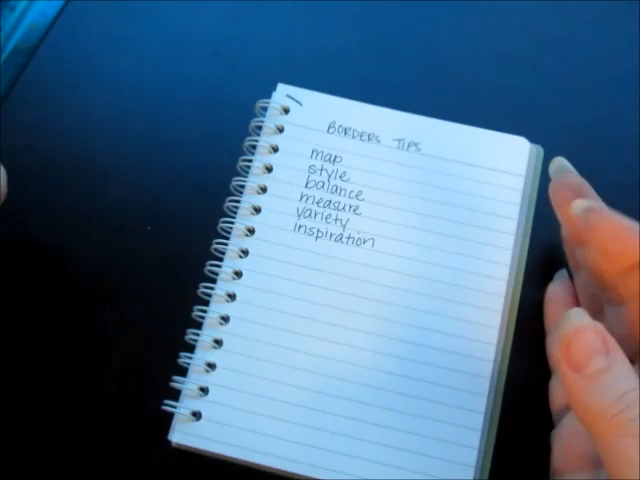 BORDERS TIPS
map
style
balance
measure
variety
inspiration